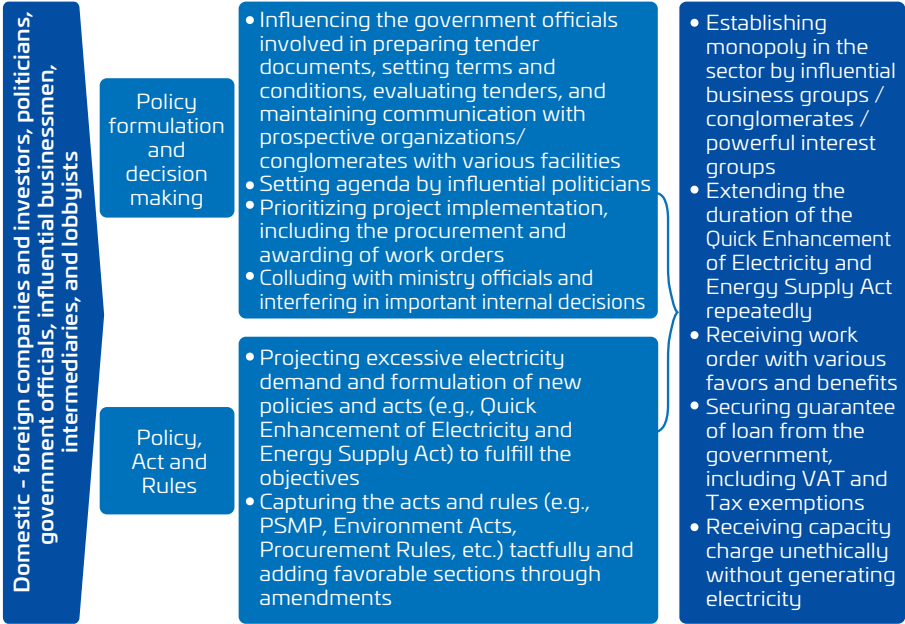 Domestic - foreign companies and investors, politicians,
government officials, influential businessmen,
intermediaries, and lobbyists
Policy
formulation
and
decision
making
• Influencing the government officials
involved in preparing tender
documents, setting terms and
conditions, evaluating tenders, and
maintaining communication with
prospective organizations/
conglomerates with various facilities
• Setting agenda by influential politicians
• Prioritizing project implementation,
including the procurement and
awarding of work orders
• Colluding with ministry officials and
interfering in important internal decisions
Policy,
Act and
Rules
• Projecting excessive electricity
demand and formulation of new
policies and acts (e.g., Quick
Enhancement of Electricity and
Energy Supply Act) to fulfill the
objectives
• Capturing the acts and rules (e.g.,
PSMP, Environment Acts,
Procurement Rules, etc.) tactfully and
adding favorable sections through
amendments
• Establishing
monopoly in the
sector by influential
business groups /
conglomerates /
powerful interest
groups
• Extending the
duration of the
Quick Enhancement
of Electricity and
Energy Supply Act
repeatedly
• Receiving work
order with various
favors and benefits
• Securing guarantee
of loan from the
government,
including VAT and
Tax exemptions
• Receiving capacity
charge unethically
without generating
electricity